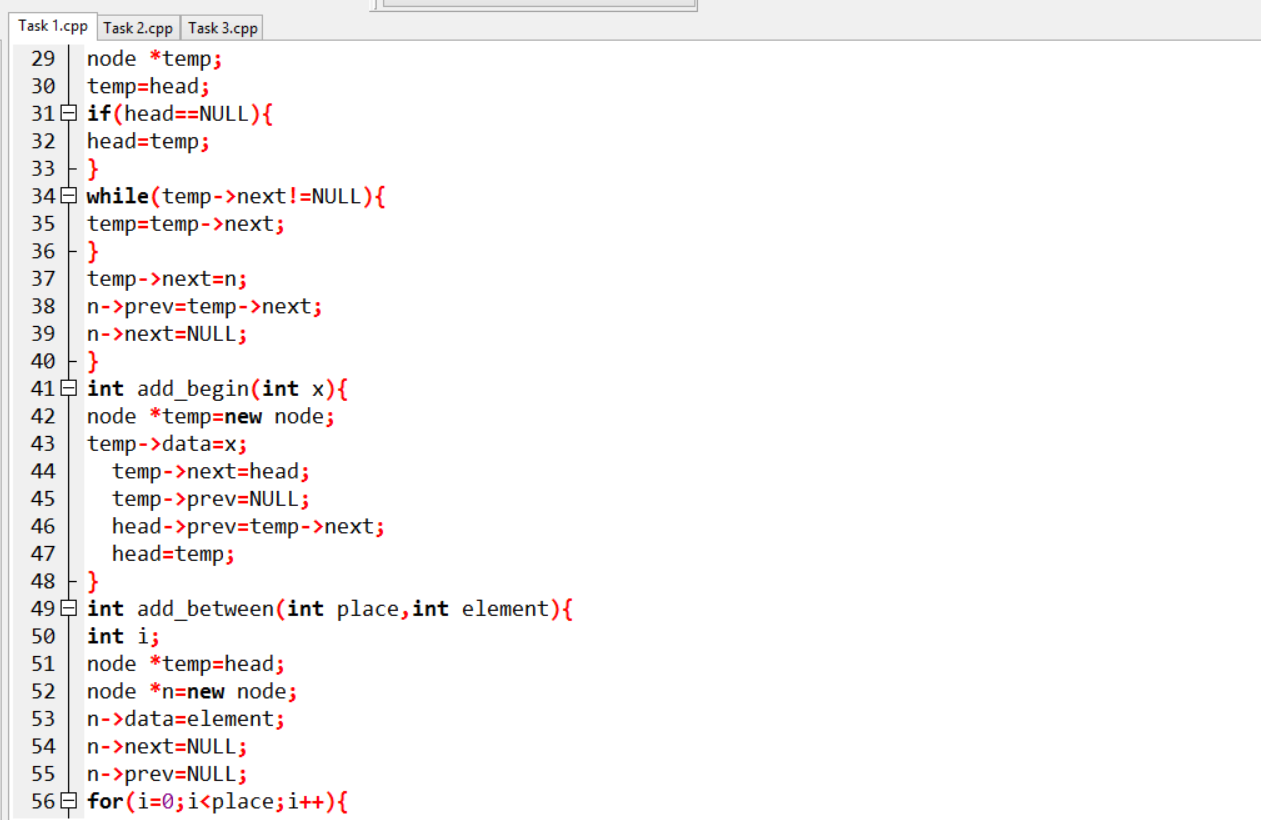 Task 1.cpp Task 2.cpp Task 3.cpp
29 node *temp;
30 temp=head;
31 if(head==NULL){
32 head=temp;
33 }
34 while(temp->next!=NULL){
35 temp=temp->next;
36 }
37 temp->next=n;
38 n->prev=temp->next;
39 n->next=NULL;
40 }
41 int add_begin(int x){
42 node *temp=new node;
43 temp->data=x;
44 temp->next=head;
45 temp->prev=NULL;
46 head->prev=temp->next;
47 head=temp;
48 }
49 int add_between(int place,int element){
50 int i;
51 node *temp=head;
52 node *n=new node;
53 n->data=element;
54 n->next=NULL;
55 n->prev=NULL;
56 for(i=0;i<place;i++){